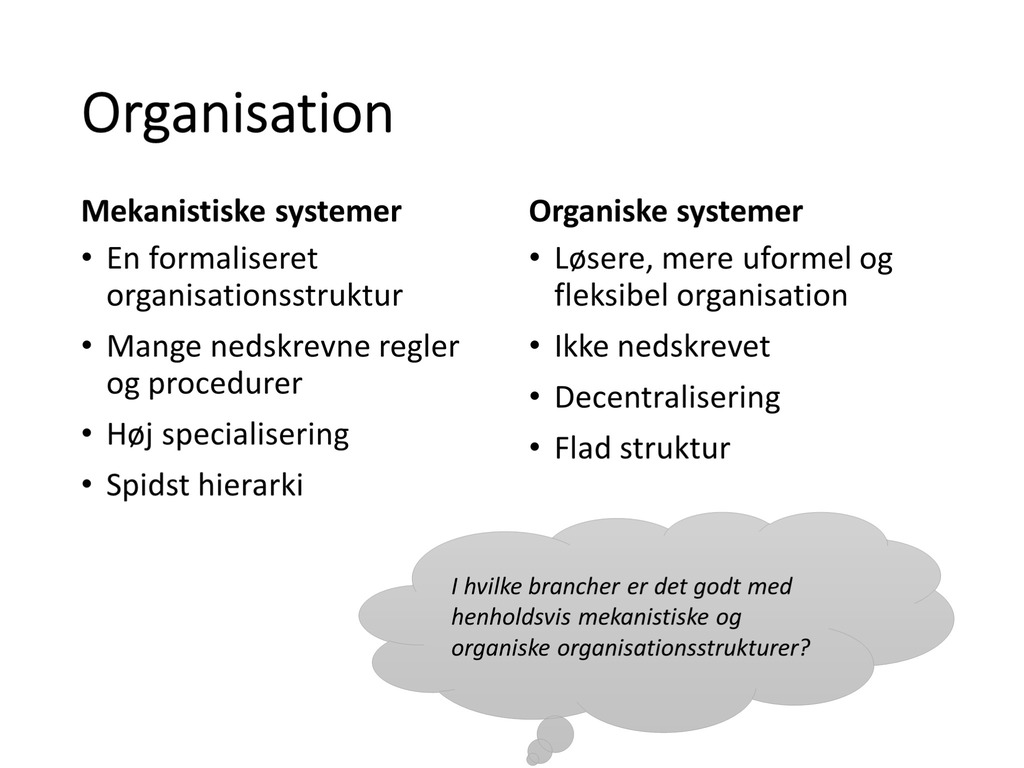 Organisation
Mekanistiske systemer
• En formaliseret
organisationsstruktur
• Mange nedskrevne regler
og procedurer
• Høj specialisering
• Spidst hierarki
Organiske systemer
• Løsere, mere uformel og
fleksibel organisation
• Ikke nedskrevet
• Decentralisering
• Flad struktur
I hvilke brancher er det godt med
henholdsvis mekanistiske og
organiske organisationsstrukturer?